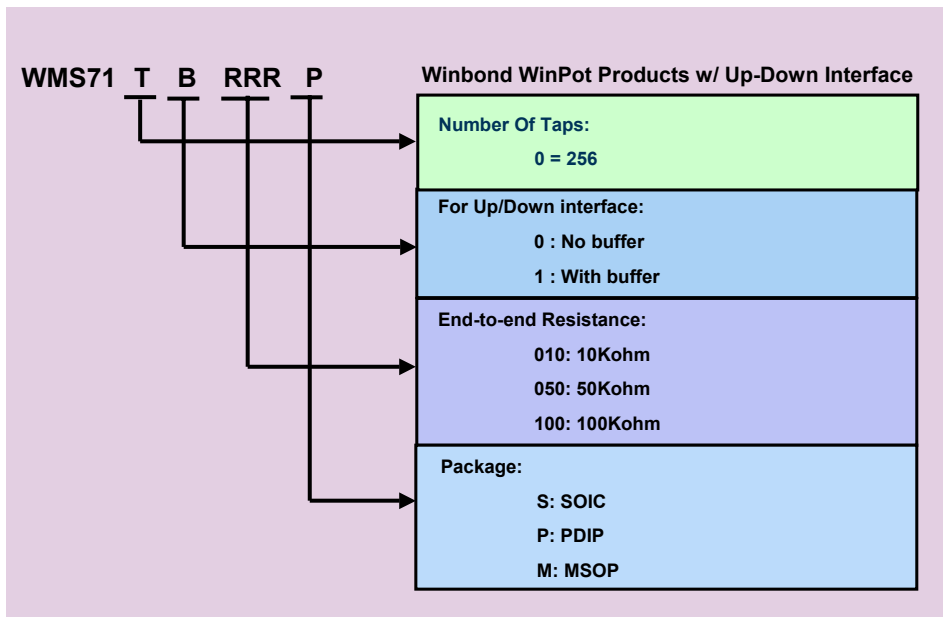 WMS71 T B RRR P
Winbond WinPot Products w/ Up-Down Interface
Number Of Taps:
0 = 256
For Up/Down interface:
0 : No buffer
1 : With buffer
End-to-end Resistance:
010: 10Kohm
050: 50Kohm
100: 100Kohm
Package:
S: SOIC
P: PDIP
M: MSOP